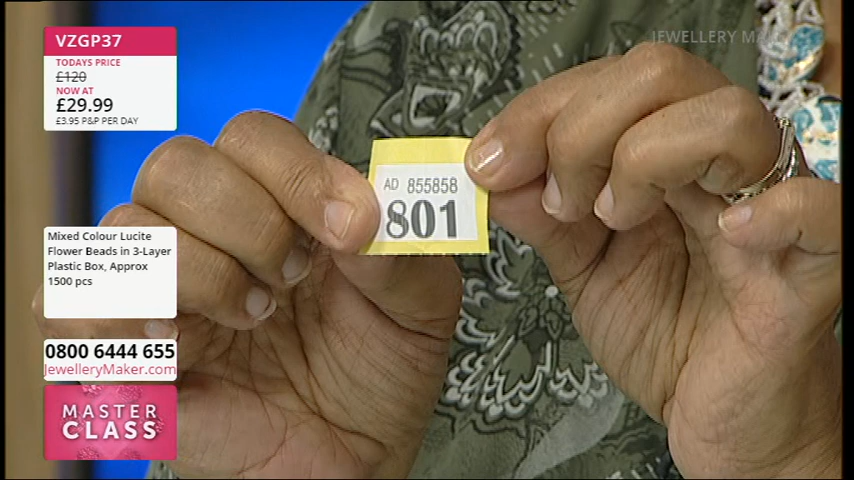 VZGP37
TODAYS PRICE
£120
NOW AT
£29.99
£3.95 P&P PER DAY
JEWELLERY MA
AD 855858
801
Mixed Colour Lucite
Flower Beads in 3-Layer
Plastic Box, Approx
1500 pcs
0800 6444 655
JewelleryMaker.com
MASTER
CLASS